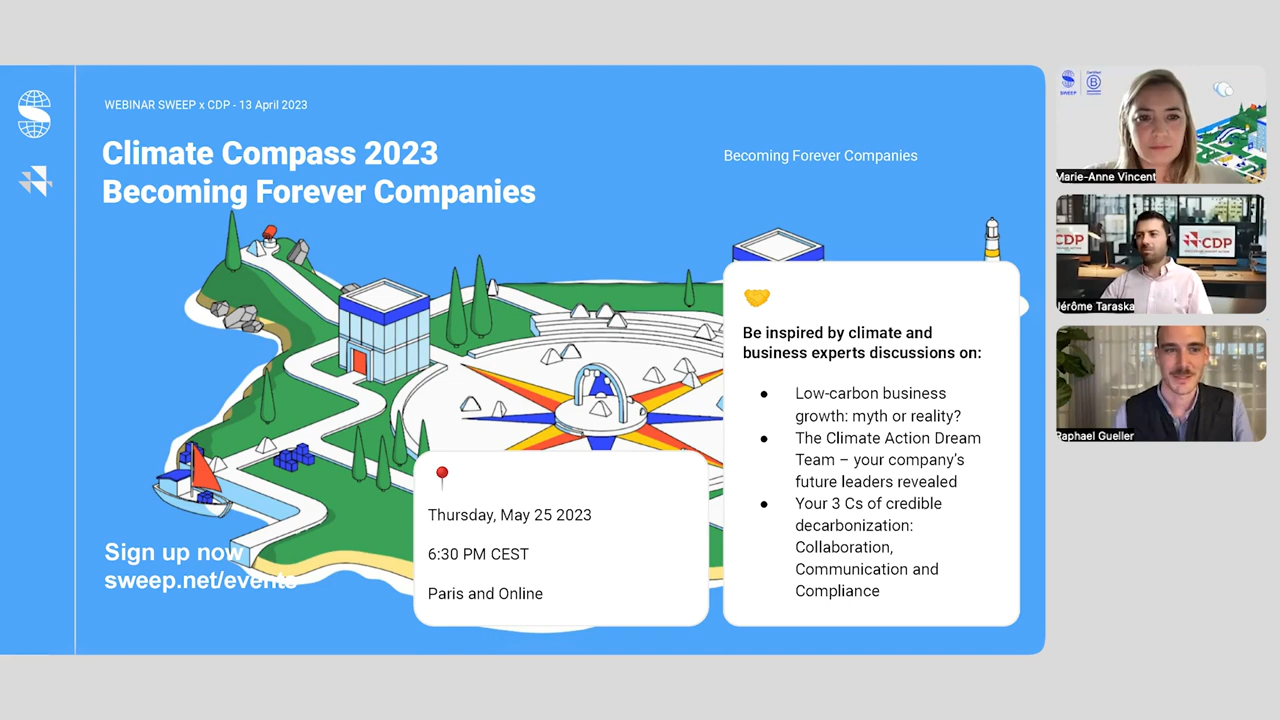 WEBINAR SWEEP x CDP - 13 April 2023
Climate Compass 2023
Becoming Forever Companies
Becoming Forever Companies
Be inspired by climate and
business experts discussions on:
● Low-carbon business
growth: myth or reality?
● The Climate Action Dream
Team – your company's
future leaders revealed
● Your 3 Cs of credible
decarbonization:
Collaboration,
Communication and
Compliance
Thursday, May 25 2023
6:30 PM CEST
Paris and Online
Sign up now
sweep.net/events
SWEEP
Certified
B
Marie-Anne Vincent
CDP
CDP
Jérôme Taraska
Raphael Gueller